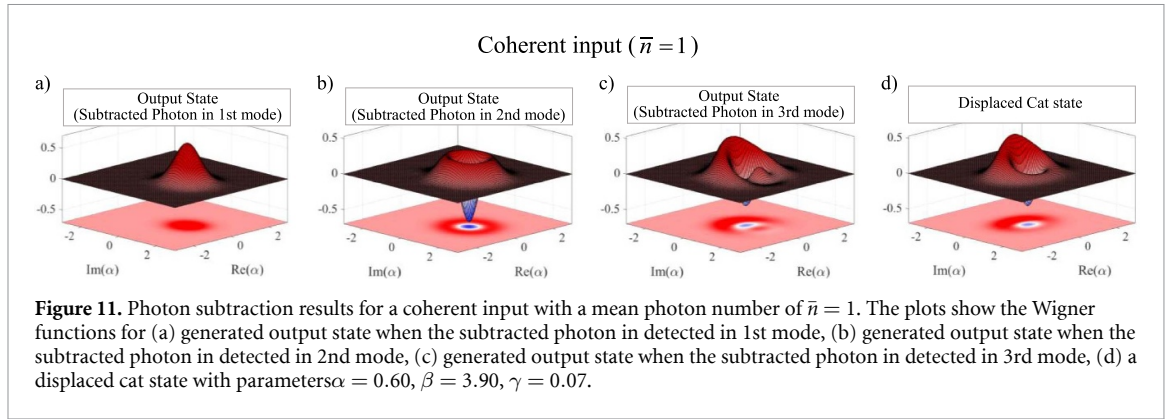 Coherent input ( n̅ = 1 )
a)
Output State
(Subtracted Photon in 1st mode)
0.5
0
-0.5
-2
0
2
Im(α)
-2
0
2
Re(α)
b)
Output State
(Subtracted Photon in 2nd mode)
0.5
0
-0.5
-2
0
2
Im(α)
-2
0
2
Re(α)
c)
Output State
(Subtracted Photon in 3rd mode)
0.5
0
-0.5
-2
0
2
Im(α)
-2
0
2
Re(α)
d)
Displaced Cat state
0.5
0
-0.5
-2
0
2
Im(α)
-2
0
2
Re(α)
Figure 11. Photon subtraction results for a coherent input with a mean photon number of n̅ = 1. The plots show the Wigner
functions for (a) generated output state when the subtracted photon in detected in 1st mode, (b) generated output state when the
subtracted photon in detected in 2nd mode, (c) generated output state when the subtracted photon in detected in 3rd mode, (d) a
displaced cat state with parametersα = 0.60, β = 3.90, γ = 0.07.